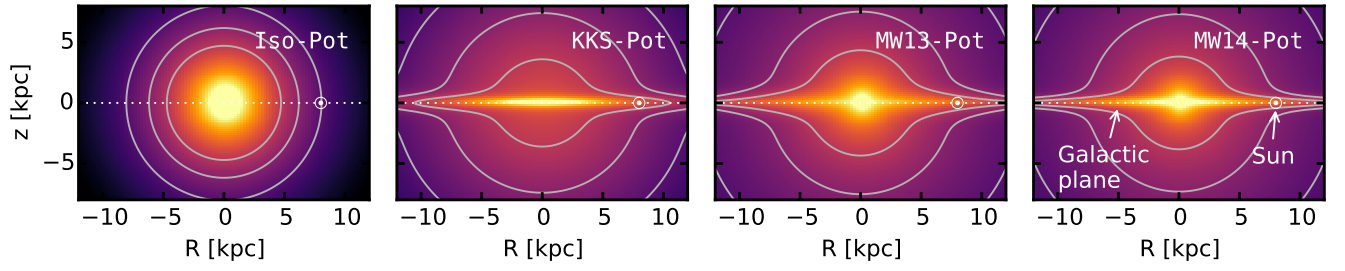 Iso-Pot KKS-Pot MW13-Pot MW14-Pot
5
0
−5
z [kpc]
Galactic plane
Sun
−10 −5 0 5 10 −10 −5 0 5 10 −10 −5 0 5 10 −10 −5 0 5 10
R [kpc] R [kpc] R [kpc] R [kpc]